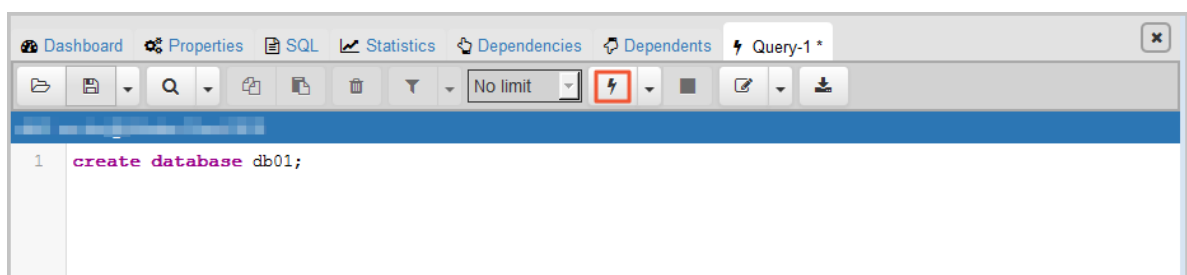 Dashboard Properties SQL Statistics Dependencies Dependents Query-1 *
No limit
1 create database db01;